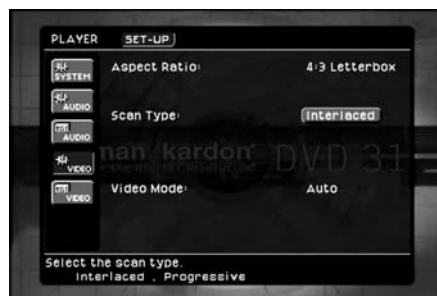 PLAYER SET-UP
SYSTEM
AUDIO
AUDIO
VIDEO
VIDEO
Aspect Ratio: 4:3 Letterbox
Scan Type: Interlaced
man kardon DVD 31
Video Mode: Auto
Select the scan type.
Interlaced , Progressive